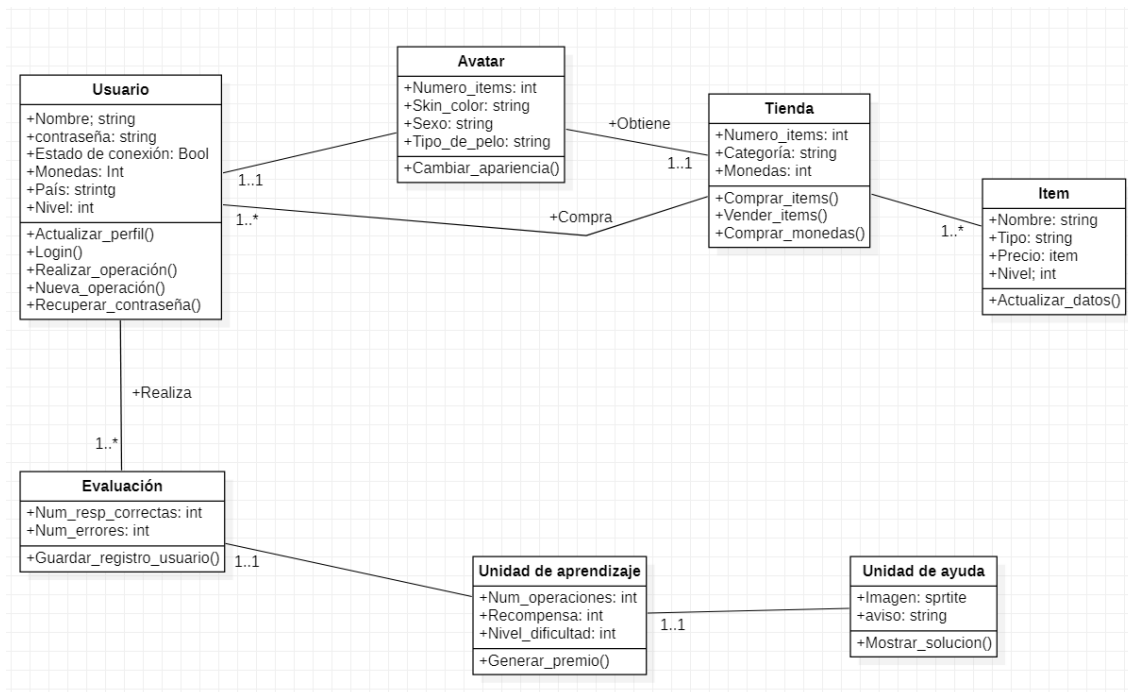 Usuario
+Nombre; string
+contraseña: string
+Estado de conexión: Bool
+Monedas: Int
+País: strintg
+Nivel: int
+Actualizar_perfil()
+Login()
+Realizar_operación()
+Nueva_operación()
+Recuperar_contraseña()
1..1
1..*
Avatar
+Numero_items: int
+Skin_color: string
+Sexo: string
+Tipo_de_pelo: string
+Cambiar_apariencia()
+Obtiene
1..1
+Compra
Tienda
+Numero_items: int
+Categoría: string
+Monedas: int
+Comprar_items()
+Vender_items()
+Comprar_monedas()
1..*
Item
+Nombre: string
+Tipo: string
+Precio: item
+Nivel; int
+Actualizar_datos()
+Realiza
1..*
Evaluación
+Num_resp_correctas: int
+Num_errores: int
+Guardar_registro_usuario()
1..1
Unidad de aprendizaje
+Num_operaciones: int
+Recompensa: int
+Nivel_dificultad: int
+Generar_premio()
1..1
Unidad de ayuda
+Imagen: sprtite
+aviso: string
+Mostrar_solucion()